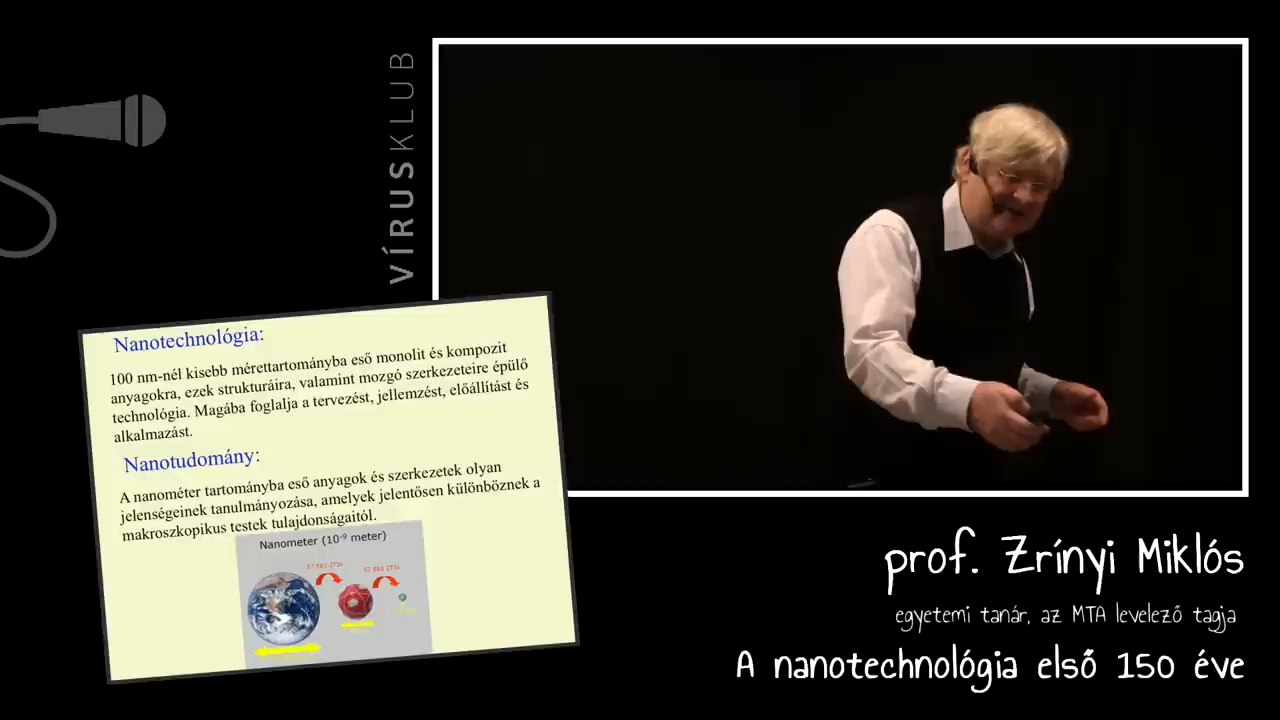 VÍRUSKLUB
Nanotechnológia:
100 nm-nél kisebb mérettartományba eső monolit és kompozit
anyagokra, ezek strukturáira, valamint mozgó szerkezeteire épülő
technológia. Magába foglalja a tervezést, jellemzést, előállítást és
alkalmazást.
Nanotudomány:
A nanométer tartományba eső anyagok és szerkezetek olyan
jelenségeinek tanulmányozása, amelyek jelentősen különböznek a
makroszkopikus testek tulajdonságaitól.
Nanometer (10⁻⁹ meter)
prof. Zrínyi Miklós
egyetemi tanár, az MTA levelező tagja
A nanotechnológia első 150 éve